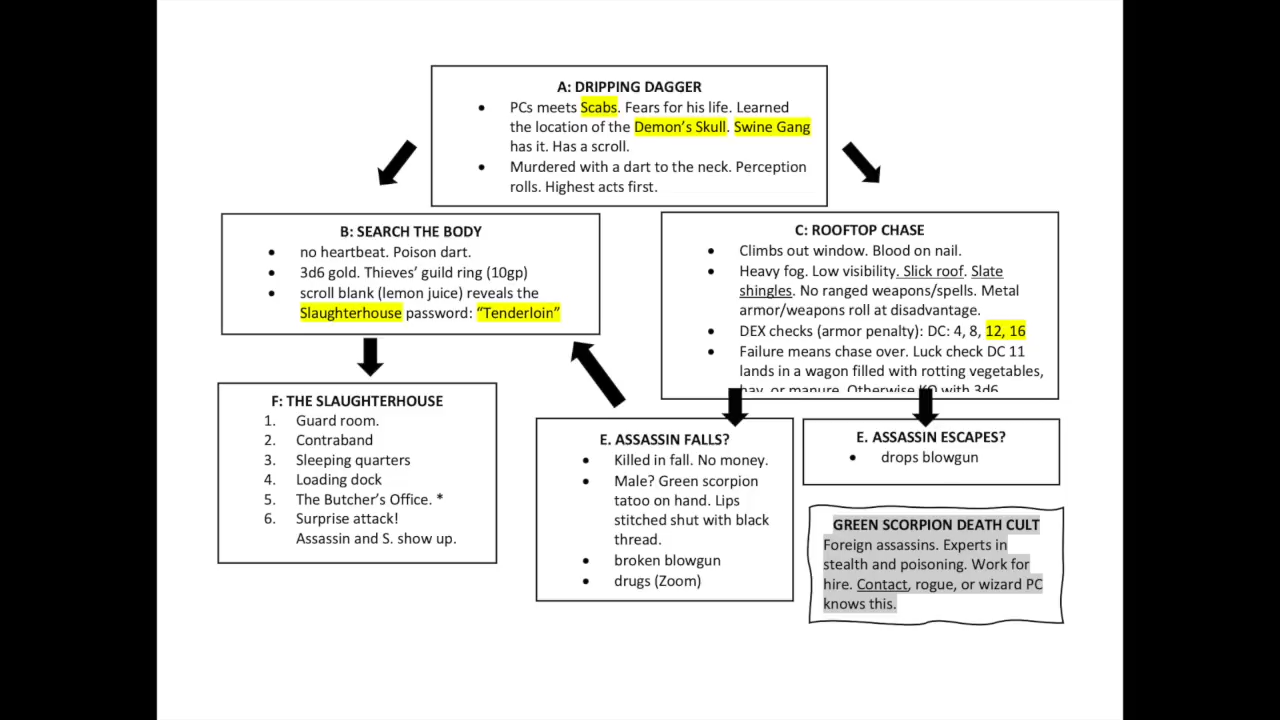 A: DRIPPING DAGGER
• PCs meets Scabs. Fears for his life. Learned
the location of the Demon's Skull. Swine Gang
has it. Has a scroll.
• Murdered with a dart to the neck. Perception
rolls. Highest acts first.
B: SEARCH THE BODY
• no heartbeat. Poison dart.
• 3d6 gold. Thieves' guild ring (10gp)
• scroll blank (lemon juice) reveals the
Slaughterhouse password: “Tenderloin”
C: ROOFTOP CHASE
• Climbs out window. Blood on nail.
• Heavy fog. Low visibility. Slick roof. Slate
shingles. No ranged weapons/spells. Metal
armor/weapons roll at disadvantage.
• DEX checks (armor penalty): DC: 4, 8, 12, 16
• Failure means chase over. Luck check DC 11
lands in a wagon filled with rotting vegetables,
hay, or manure. Otherwise KO with 3d6
F: THE SLAUGHTERHOUSE
1. Guard room.
2. Contraband
3. Sleeping quarters
4. Loading dock
5. The Butcher's Office. *
6. Surprise attack!
Assassin and S. show up.
E. ASSASSIN FALLS?
• Killed in fall. No money.
• Male? Green scorpion
tatoo on hand. Lips
stitched shut with black
thread.
• broken blowgun
• drugs (Zoom)
E. ASSASSIN ESCAPES?
• drops blowgun
GREEN SCORPION DEATH CULT
Foreign assassins. Experts in
stealth and poisoning. Work for
hire. Contact, rogue, or wizard PC
knows this.